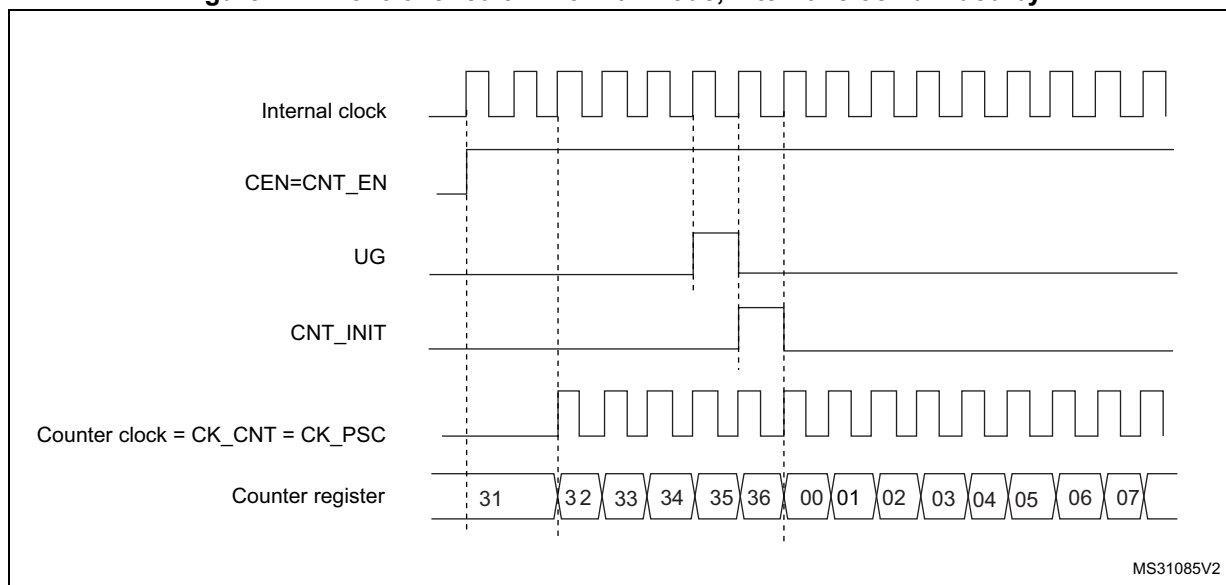 Internal clock
CEN=CNT_EN
UG
CNT_INIT
Counter clock = CK_CNT = CK_PSC
Counter register 31 32 33 34 35 36 00 01 02 03 04 05 06 07
MS31085V2